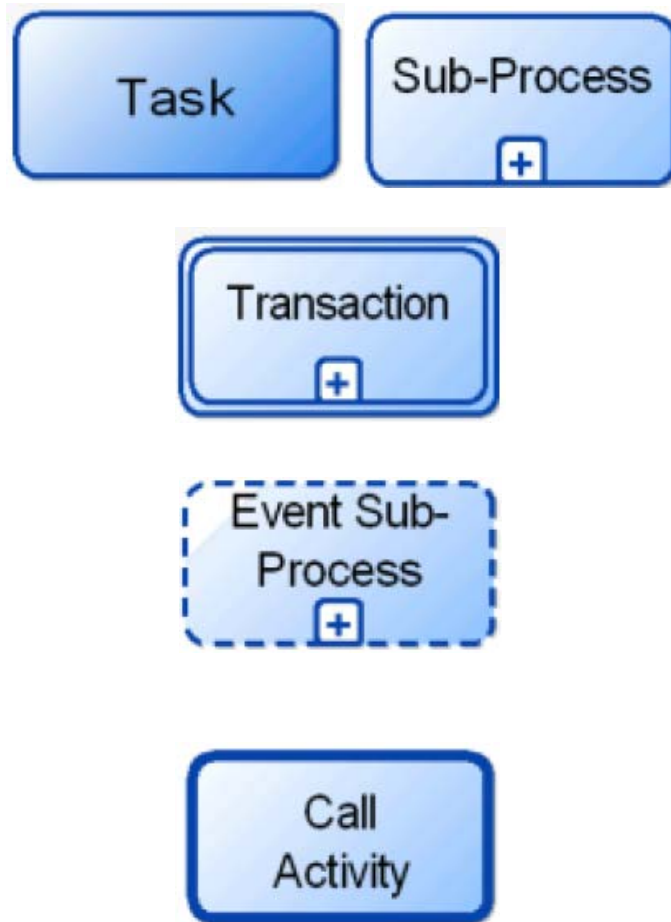 Task
Sub-Process
+
Transaction
+
Event Sub-
Process
+
Call
Activity